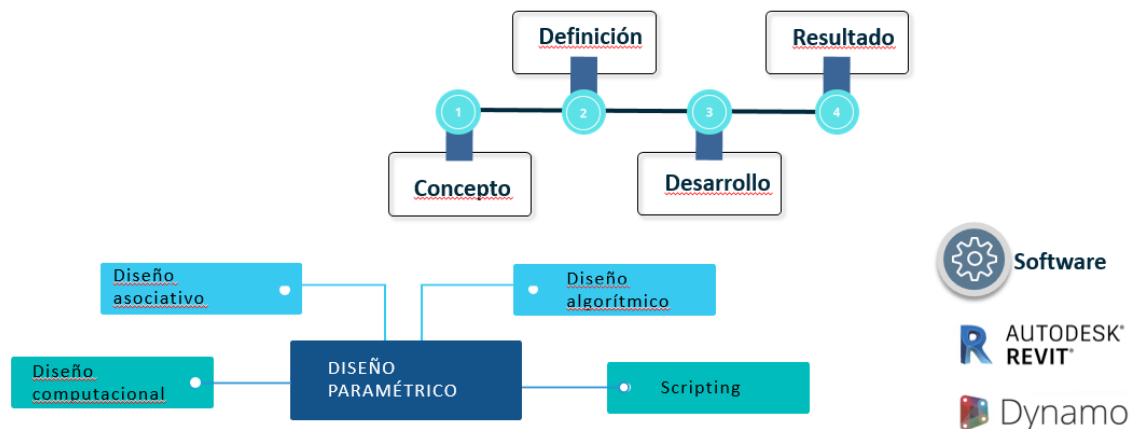 Definición
Resultado
1
2
3
4
Concepto
Desarrollo
Diseño
asociativo
Diseño
algorítmico
Software
Diseño
computacional
DISEÑO
PARAMÉTRICO
Scripting
AUTODESK®
REVIT®
Dynamo